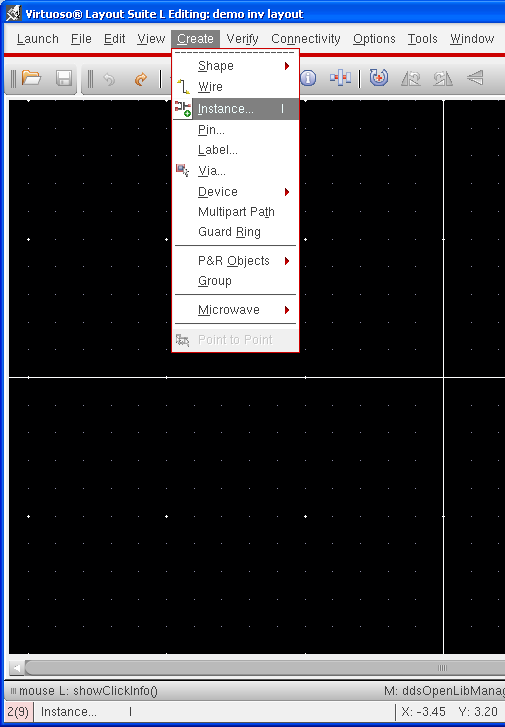 Virtuoso® Layout Suite L Editing: demo inv layout
Launch File Edit View Create Verify Connectivity Options Tools Window
Shape
Wire
Instance... I
Pin...
Label...
Via...
Device
Multipart Path
Guard Ring
P&R Objects
Group
Microwave
Point to Point
mouse L: showClickInfo() M: ddsOpenLibMana
2(9) Instance... I X: -3.45 Y: 3.20